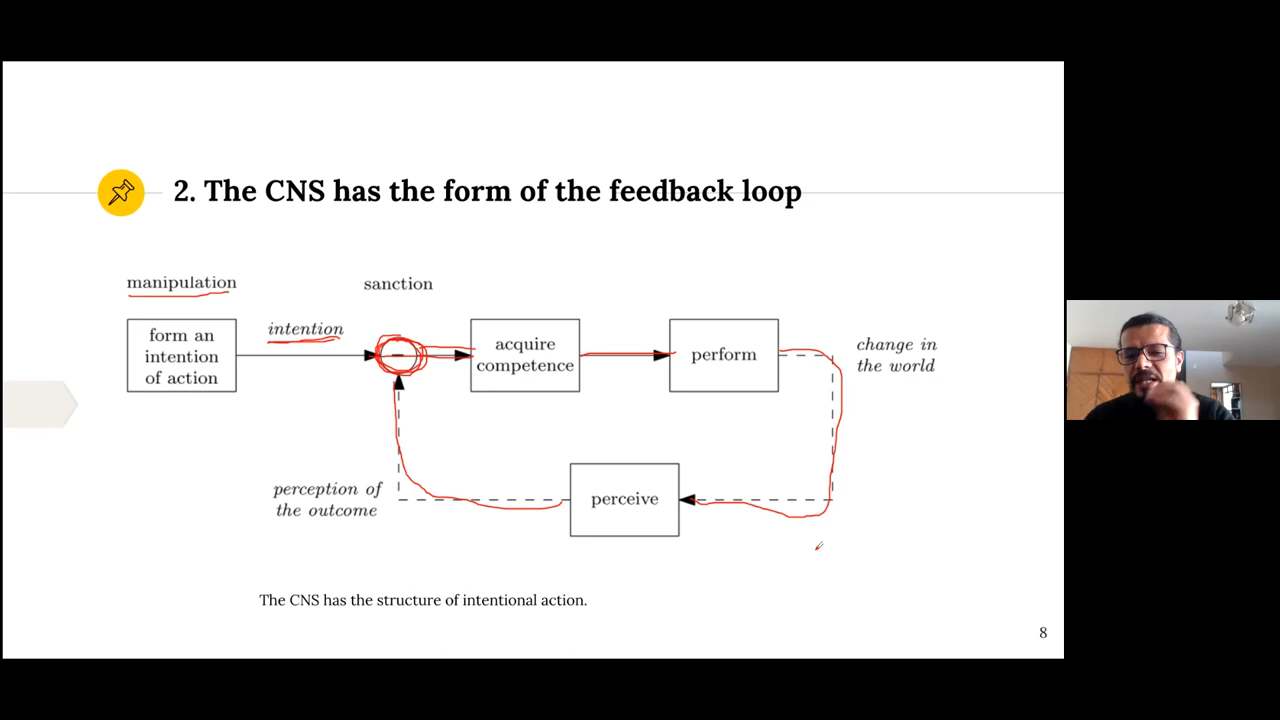 2. The CNS has the form of the feedback loop
manipulation
sanction
form an
intention
of action
intention
acquire
competence
perform
change in
the world
perception of
the outcome
perceive
The CNS has the structure of intentional action.
8